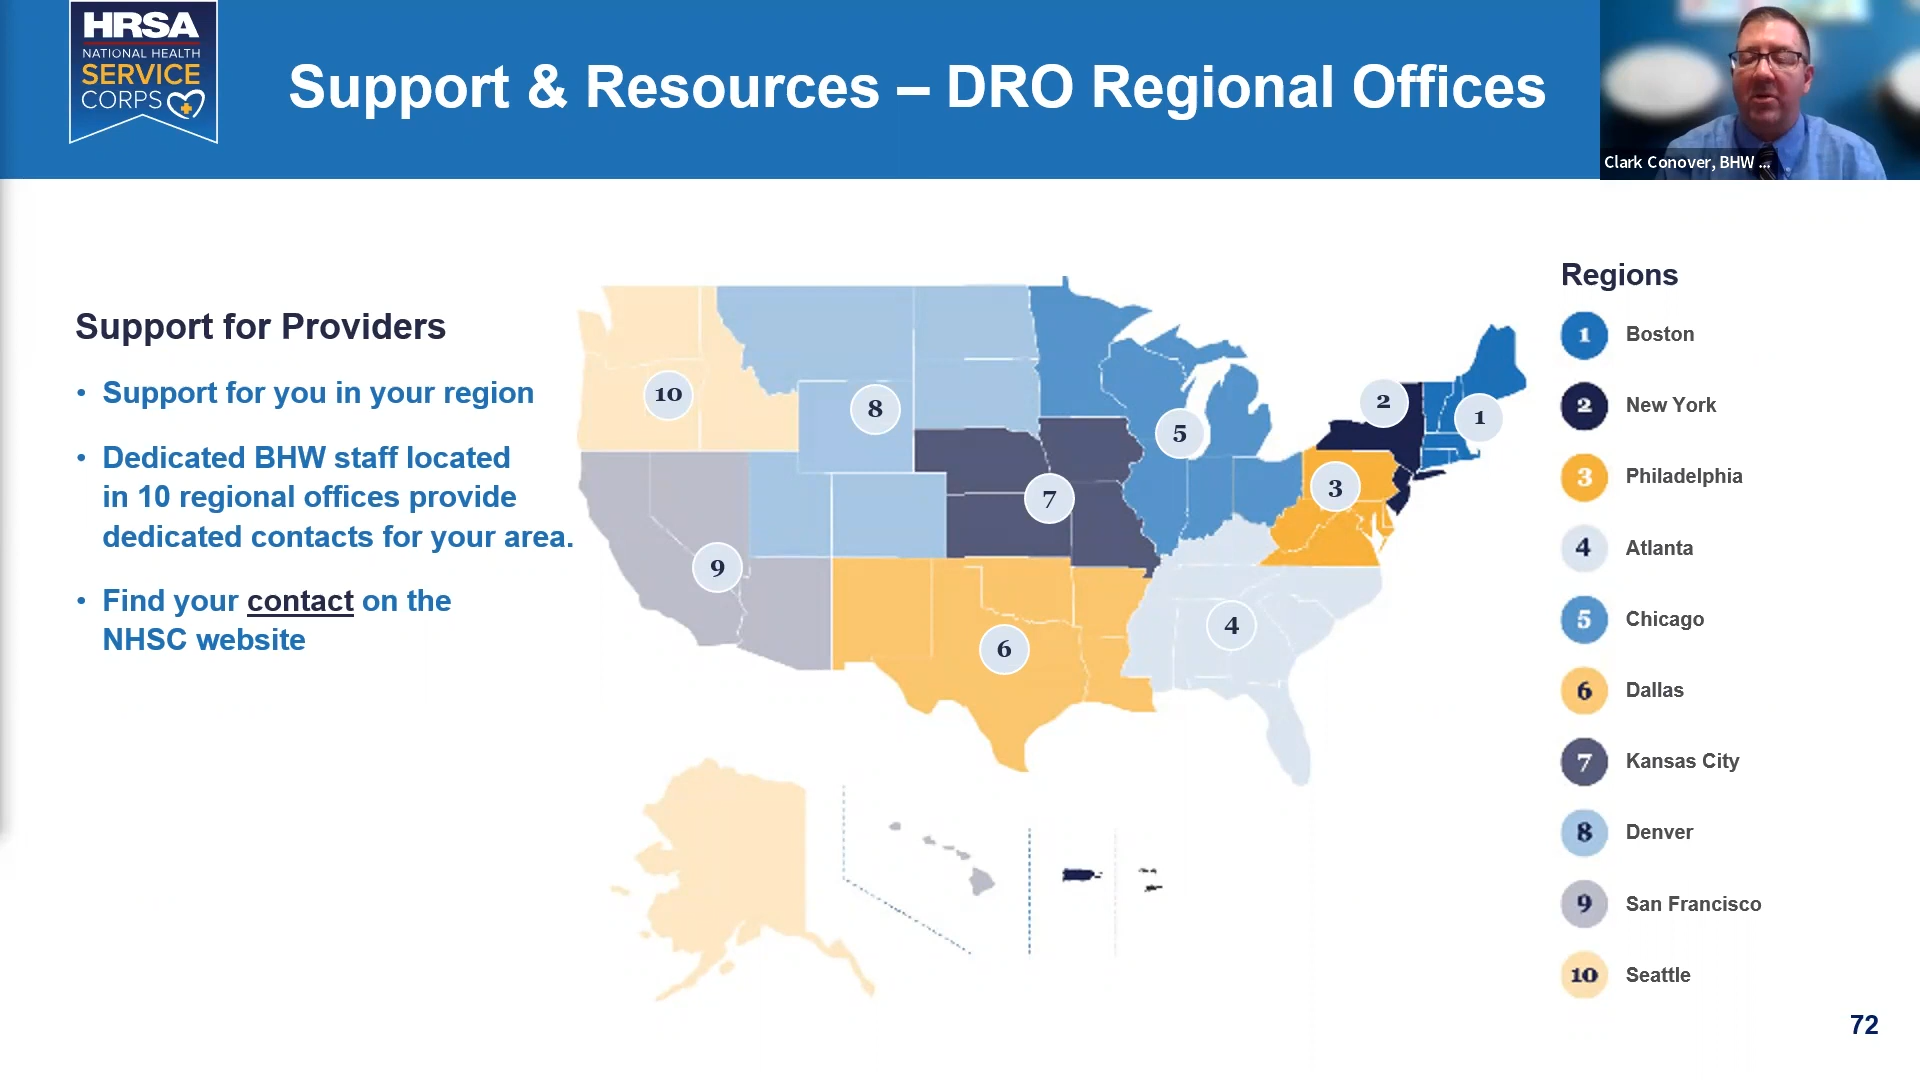 HRSA
NATIONAL HEALTH
SERVICE
CORPS
Support & Resources – DRO Regional Offices
Clark Conover, BHW ...
Support for Providers
• Support for you in your region
• Dedicated BHW staff located
in 10 regional offices provide
dedicated contacts for your area.
• Find your contact on the
NHSC website
10
8
5
2
1
3
7
9
6
4
Regions
1 Boston
2 New York
3 Philadelphia
4 Atlanta
5 Chicago
6 Dallas
7 Kansas City
8 Denver
9 San Francisco
10 Seattle
72